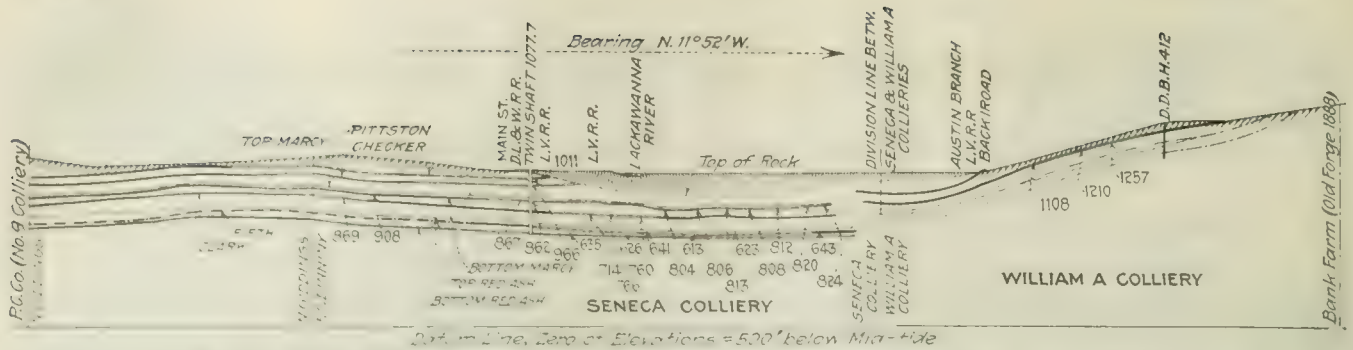 Bearing N. 11°52' W.
P.C.Co. (No. 9 Colliery)
TOP MARCY
PITTSTON
CHECKER
MAIN ST.
D.L. & W.R.R.
TWIN SHAFT 1077.7
L.V.R.R.
1011
L.V.R.R.
LACKAWANNA
RIVER
Top of Rock
DIVISION LINE BETW.
SENECA & WILLIAM A
COLLIERIES
AUSTIN BRANCH
L.V.R.R
BACK ROAD
D.D.B.H. 412
Bank Farm (Old Forge 1888)
869 908
867 862 966 635 626 641 613 623 812 643
714 760 804 806 808 820
813 824
1108 1210 1257
CLARK
BOTTOM MARCY
TOP RED ASH
BOTTOM RED ASH
SENECA COLLIERY
SENECA
COLLIERY
WILLIAM A
COLLIERY
WILLIAM A COLLIERY
Datum Line, Zero of Elevations = 500' below Mid-tide